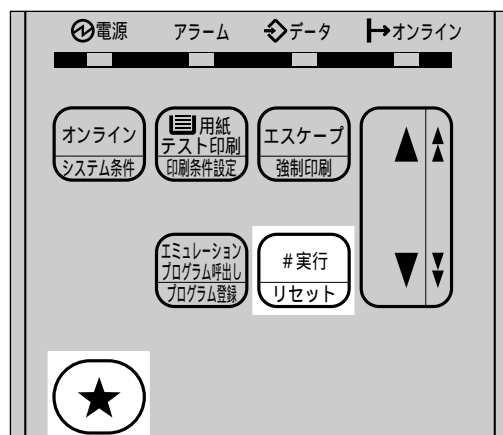 電源 アラーム データ オンライン
オンライン
システム条件
用紙
テスト印刷
印刷条件設定
エスケープ
強制印刷
エミュレーション
プログラム呼出し
プログラム登録
#実行
リセット